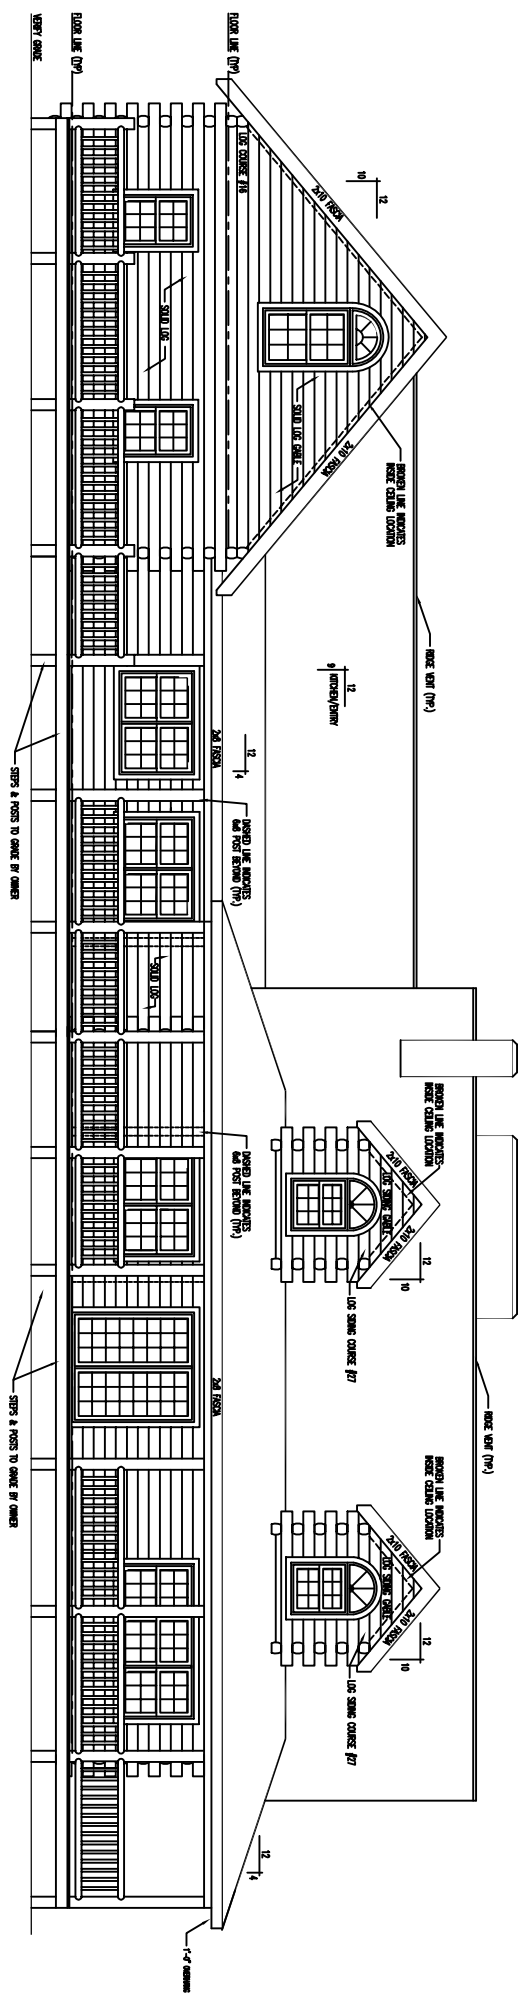 FLOOR LINE (TYP)
FLOOR LINE (TYP)
VERIFY GRADE
LOG COURSE #16
12
10
2x10 FASCIA
SOLID LOG
SOLID LOG GABLE
2x10 FASCIA
BROKEN LINE INDICATES
INSIDE CEILING LOCATION
RIDGE VENT (TYP.)
12
9
KITCHEN/ENTRY
STEPS & POSTS TO GRADE BY OWNER
2x8 FASCIA
12
4
DASHED LINE INDICATES
6x6 POST BEYOND (TYP.)
SOLID LOG
BROKEN LINE INDICATES
INSIDE CEILING LOCATION
2x10 FASCIA
LOG SIDING GABLE
2x10 FASCIA
12
10
DASHED LINE INDICATES
6x6 POST BEYOND (TYP.)
LOG SIDING COURSE #27
STEPS & POSTS TO GRADE BY OWNER
2x8 FASCIA
RIDGE VENT (TYP.)
BROKEN LINE INDICATES
INSIDE CEILING LOCATION
2x10 FASCIA
LOG SIDING GABLE
2x10 FASCIA
12
10
LOG SIDING COURSE #27
12
4
1'-0" OVERHANG